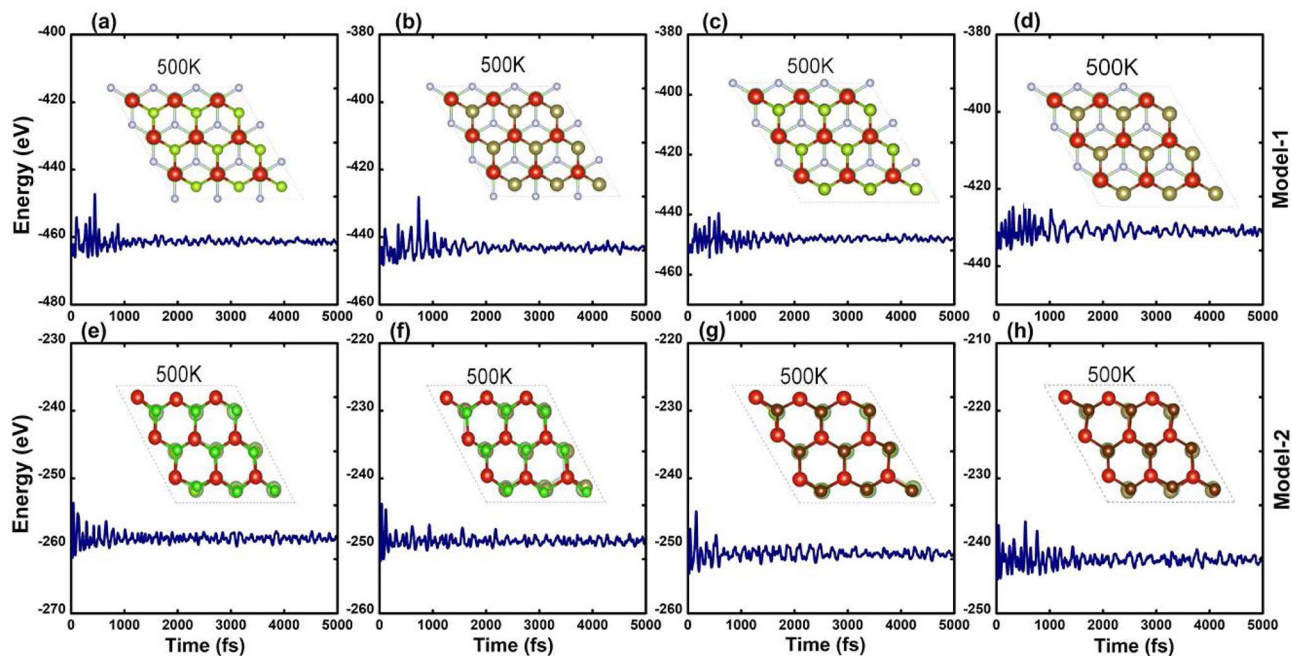 (a) (b) (c) (d)
-400 -380 -380 -380
500K 500K 500K 500K
-420 -400 -400 -400
-440 -420 -420 -420
-460 -440 -440 -440
-480 -460 -460
0 1000 2000 3000 4000 5000 0 1000 2000 3000 4000 5000 0 1000 2000 3000 4000 5000 0 1000 2000 3000 4000 5000
Energy (eV)
Model-1
(e) (f) (g) (h)
-230 -220 -220 -210
500K 500K 500K 500K
-240 -230 -230 -220
-250 -240 -240 -230
-260 -250 -250 -240
-270 -260 -260 -250
0 1000 2000 3000 4000 5000 0 1000 2000 3000 4000 5000 0 1000 2000 3000 4000 5000 0 1000 2000 3000 4000 5000
Energy (eV)
Model-2
Time (fs) Time (fs) Time (fs) Time (fs)